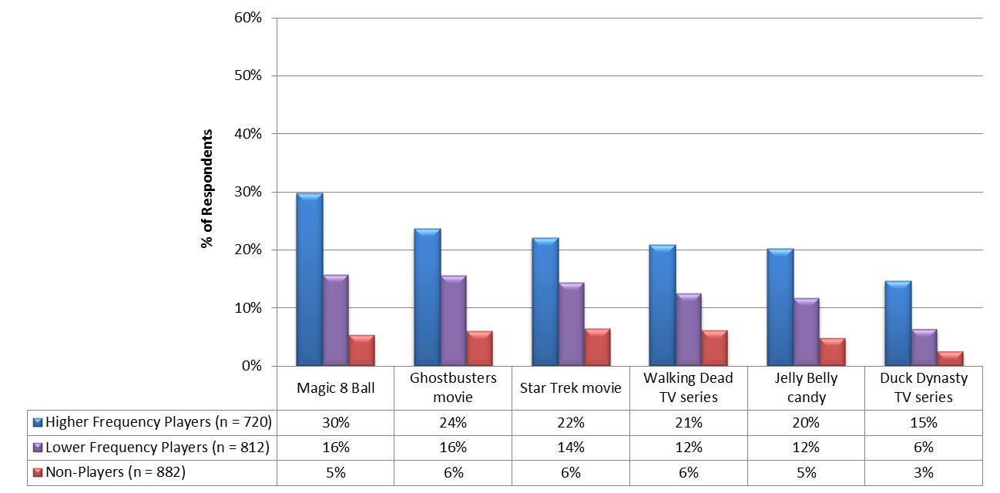 60%
50%
40%
30%
20%
10%
0%
% of Respondents
Magic 8 Ball
Ghostbusters
movie
Star Trek movie
Walking Dead
TV series
Jelly Belly
candy
Duck Dynasty
TV series
Higher Frequency Players (n = 720) 30% 24% 22% 21% 20% 15%
Lower Frequency Players (n = 812) 16% 16% 14% 12% 12% 6%
Non-Players (n = 882) 5% 6% 6% 6% 5% 3%